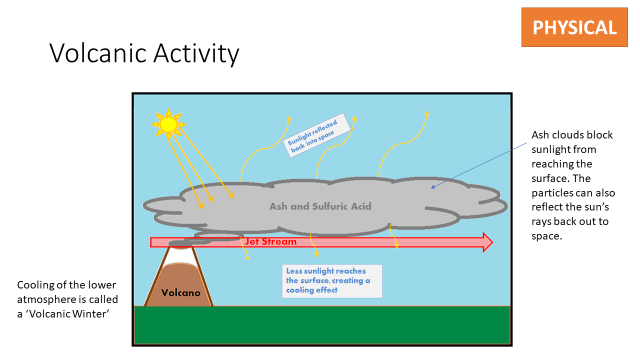 PHYSICAL
Volcanic Activity
Sunlight reflected
back into space
Ash clouds block
sunlight from
reaching the
surface. The
particles can also
reflect the sun's
rays back out to
space.
Ash and Sulfuric Acid
Jet Stream
Less sunlight reaches
the surface, creating a
cooling effect
Volcano
Cooling of the lower
atmosphere is called
a 'Volcanic Winter'